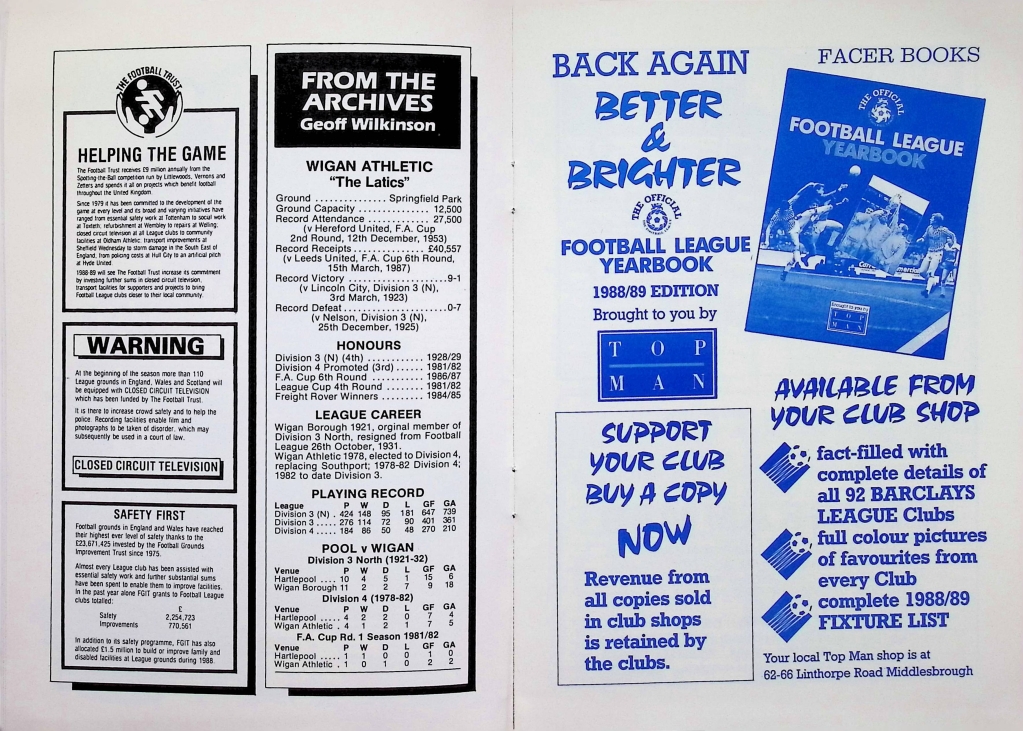 THE FOOTBALL TRUST
HELPING THE GAME
The Football Trust receives £9 million annually from the
Spotting-the-Ball competition run by Littlewoods, Vernons and
Zetters and spends it all on projects which benefit football
throughout the United Kingdom.
Since 1979 it has been committed to the development of the
game at every level and its broad and varying initiatives have
ranged from essential safety work at Tottenham to social work
at Toxteth, refurbishment at Wembley to repairs at Welling,
closed circuit television at all League clubs to community
facilities at Oldham Athletic, transport improvements at
Sheffield Wednesday to storm damage in the South East of
England, from policing costs at Hull City to an artificial pitch
at Hyde United.
1988-89 will see The Football Trust increase its commitment
by investing further sums in closed circuit television,
transport facilities for supporters and projects to bring
Football League clubs closer to their local community.
WARNING
At the beginning of the season more than 110
League grounds in England, Wales and Scotland will
be equipped with CLOSED CIRCUIT TELEVISION
which has been funded by The Football Trust.
It is there to increase crowd safety and to help the
police. Recording facilities enable film and
photographs to be taken of disorder, which may
subsequently be used in a court of law.
CLOSED CIRCUIT TELEVISION
SAFETY FIRST
Football grounds in England and Wales have reached
their highest ever level of safety thanks to the
£23,671,425 invested by the Football Grounds
Improvement Trust since 1975.
Almost every League club has been assisted with
essential safety work and further substantial sums
have been spent to enable them to improve facilities.
In the past year alone FGIT grants to Football League
clubs totalled:
£
Safety 2,254,723
Improvements 770,561
In addition to its safety programme, FGIT has also
allocated £1.5 million to build or improve family and
disabled facilities at League grounds during 1988.
FROM THE
ARCHIVES
Geoff Wilkinson
WIGAN ATHLETIC
"The Latics"
Ground ............... Springfield Park
Ground Capacity ............. 12,500
Record Attendance .......... 27,500
(v Hereford United, F.A. Cup
2nd Round, 12th December, 1953)
Record Receipts .............. £40,557
(v Leeds United, F.A. Cup 6th Round,
15th March, 1987)
Record Victory .................... 9-1
(v Lincoln City, Division 3 (N),
3rd March, 1923)
Record Defeat .................... 0-7
(v Nelson, Division 3 (N),
25th December, 1925)
HONOURS
Division 3 (N) (4th) ............ 1928/29
Division 4 Promoted (3rd) ...... 1981/82
F.A. Cup 6th Round ........... 1986/87
League Cup 4th Round ........ 1981/82
Freight Rover Winners ......... 1984/85
LEAGUE CAREER
Wigan Borough 1921, orginal member of
Division 3 North, resigned from Football
League 26th October, 1931.
Wigan Athletic 1978, elected to Division 4,
replacing Southport; 1978-82 Division 4;
1982 to date Division 3.
PLAYING RECORD
League P W D L GF GA
Division 3 (N) . 424 148 95 181 647 739
Division 3 ..... 276 114 72 90 401 361
Division 4 ..... 184 86 50 48 270 210
POOL v WIGAN
Division 3 North (1921-32)
Venue P W D L GF GA
Hartlepool .... 10 4 5 1 15 6
Wigan Borough 11 2 2 7 9 18
Division 4 (1978-82)
Venue P W D L GF GA
Hartlepool ..... 4 2 2 0 7 4
Wigan Athletic . 4 1 2 1 7 5
F.A. Cup Rd. 1 Season 1981/82
Venue P W D L GF GA
Hartlepool ..... 1 1 0 0 1 0
Wigan Athletic . 1 0 1 0 2 2
BACK AGAIN
BETTER
&
BRIGHTER
THE OFFICIAL
FOOTBALL LEAGUE
YEARBOOK
1988/89 EDITION
Brought to you by
TOP
MAN
SUPPORT
YOUR CLUB
BUY A COPY
NOW
Revenue from
all copies sold
in club shops
is retained by
the clubs.
FACER BOOKS
THE OFFICIAL
FOOTBALL LEAGUE
YEARBOOK
Brought to you by
TOP
MAN
AVAILABLE FROM
YOUR CLUB SHOP
fact-filled with
complete details of
all 92 BARCLAYS
LEAGUE Clubs
full colour pictures
of favourites from
every Club
complete 1988/89
FIXTURE LIST
Your local Top Man shop is at
62-66 Linthorpe Road Middlesbrough